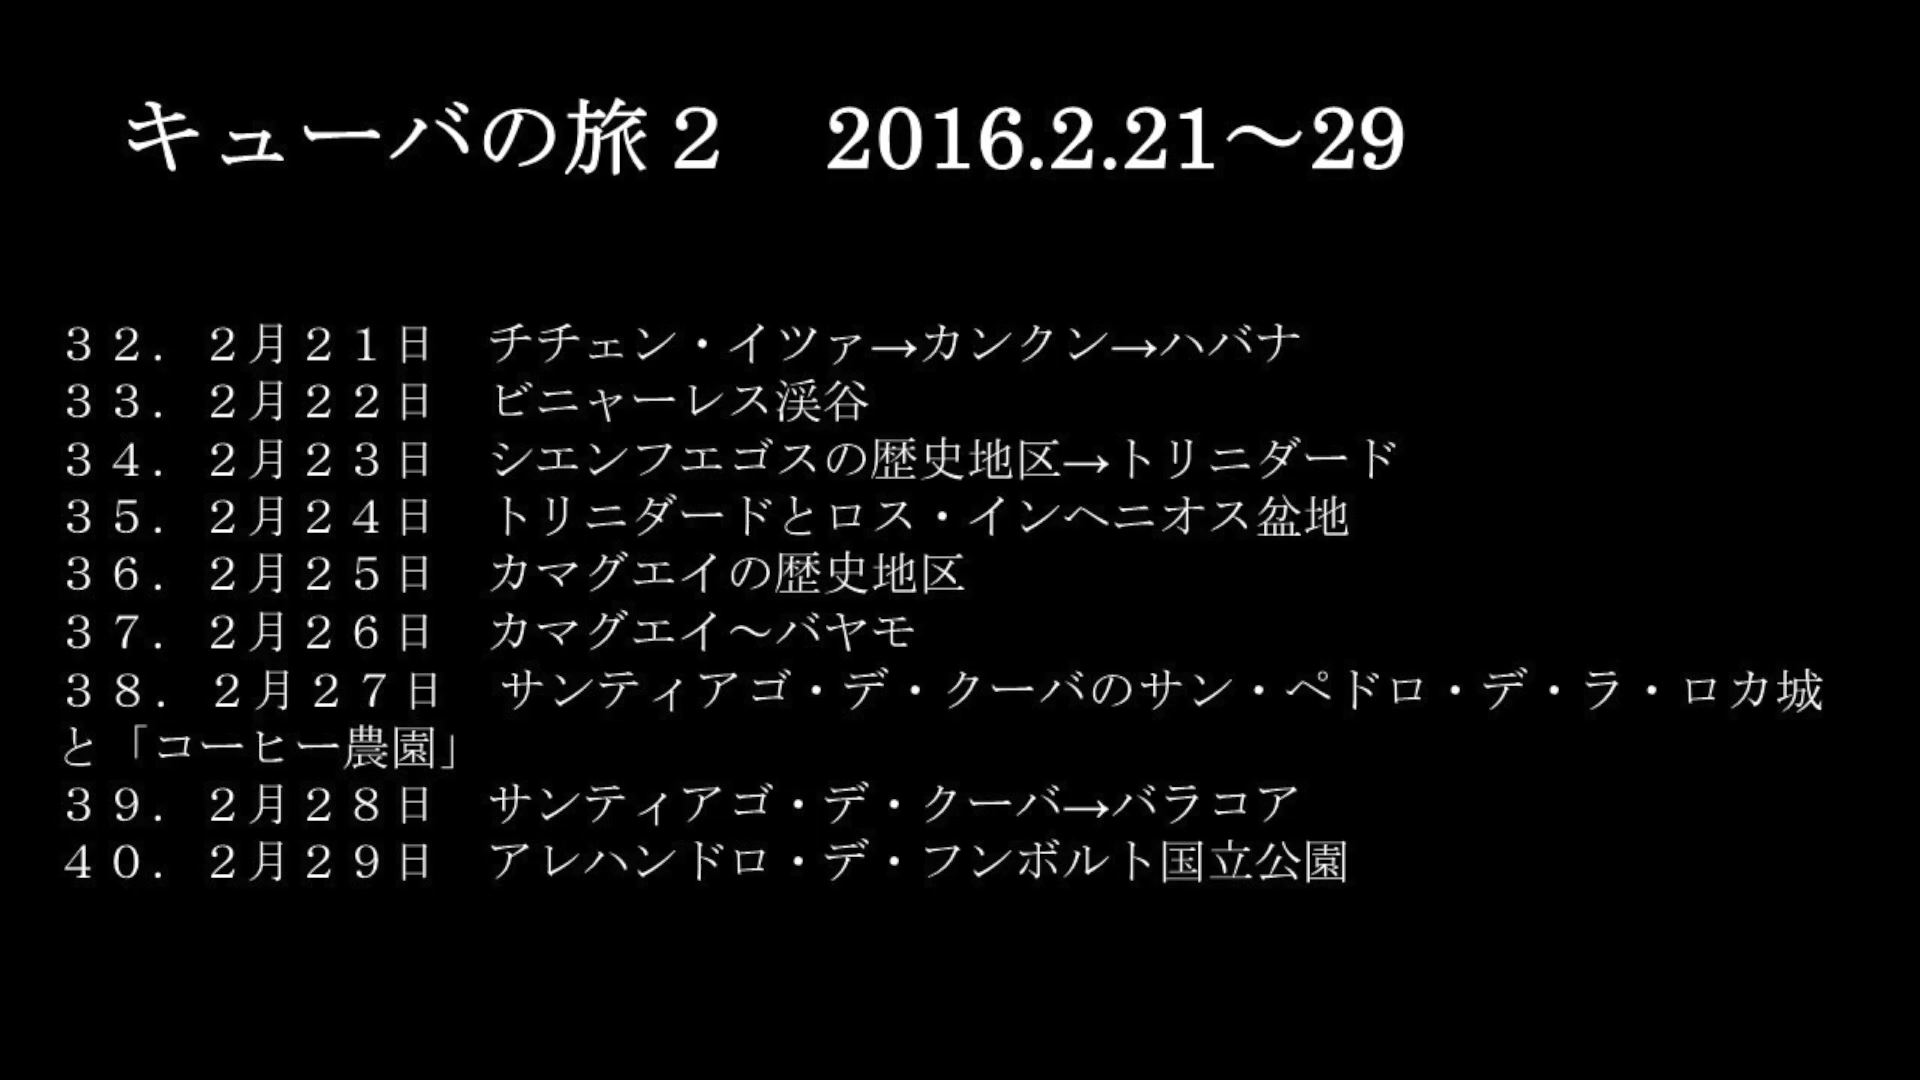 キューバの旅２　2016.2.21～29
３２．２月２１日　チチェン・イツァ→カンクン→ハバナ
３３．２月２２日　ビニャーレス渓谷
３４．２月２３日　シエンフエゴスの歴史地区→トリニダード
３５．２月２４日　トリニダードとロス・インヘニオス盆地
３６．２月２５日　カマグエイの歴史地区
３７．２月２６日　カマグエイ～バヤモ
３８．２月２７日　サンティアゴ・デ・クーバのサン・ペドロ・デ・ラ・ロカ城
と「コーヒー農園」
３９．２月２８日　サンティアゴ・デ・クーバ→バラコア
４０．２月２９日　アレハンドロ・デ・フンボルト国立公園